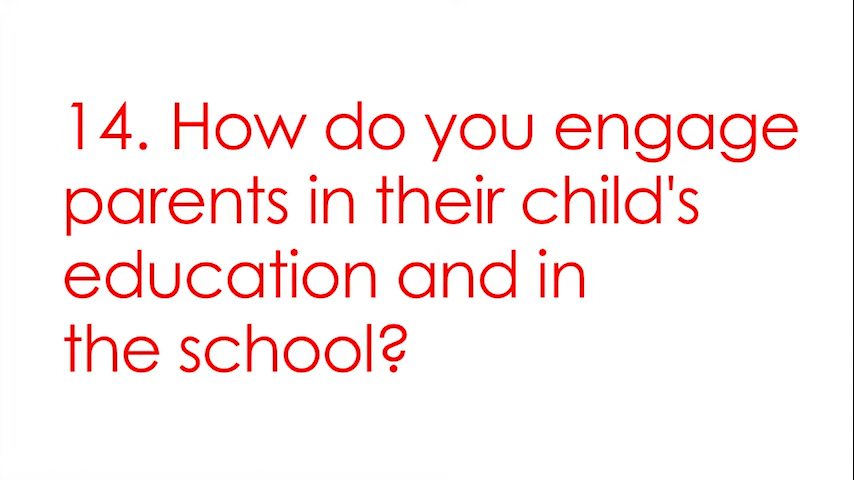 14. How do you engage
parents in their child's
education and in
the school?